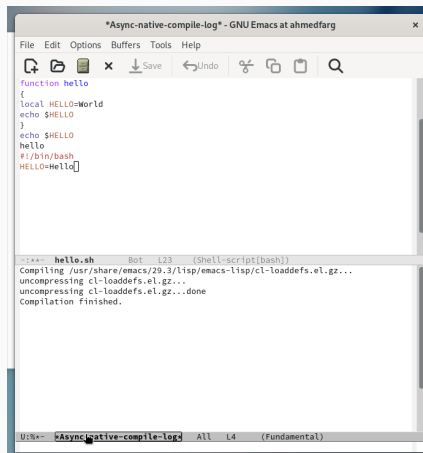 *Async-native-compile-log* - GNU Emacs at ahmedfarg ×
File Edit Options Buffers Tools Help
Save Undo
function hello
{
local HELLO=World
echo $HELLO
}
echo $HELLO
hello
#!/bin/bash
HELLO=Hello
-:**- hello.sh Bot L23 (Shell-script[bash])
Compiling /usr/share/emacs/29.3/lisp/emacs-lisp/cl-loaddefs.el.gz...
uncompressing cl-loaddefs.el.gz...
uncompressing cl-loaddefs.el.gz...done
Compilation finished.
U:%*- *Async-native-compile-log* All L4 (Fundamental)